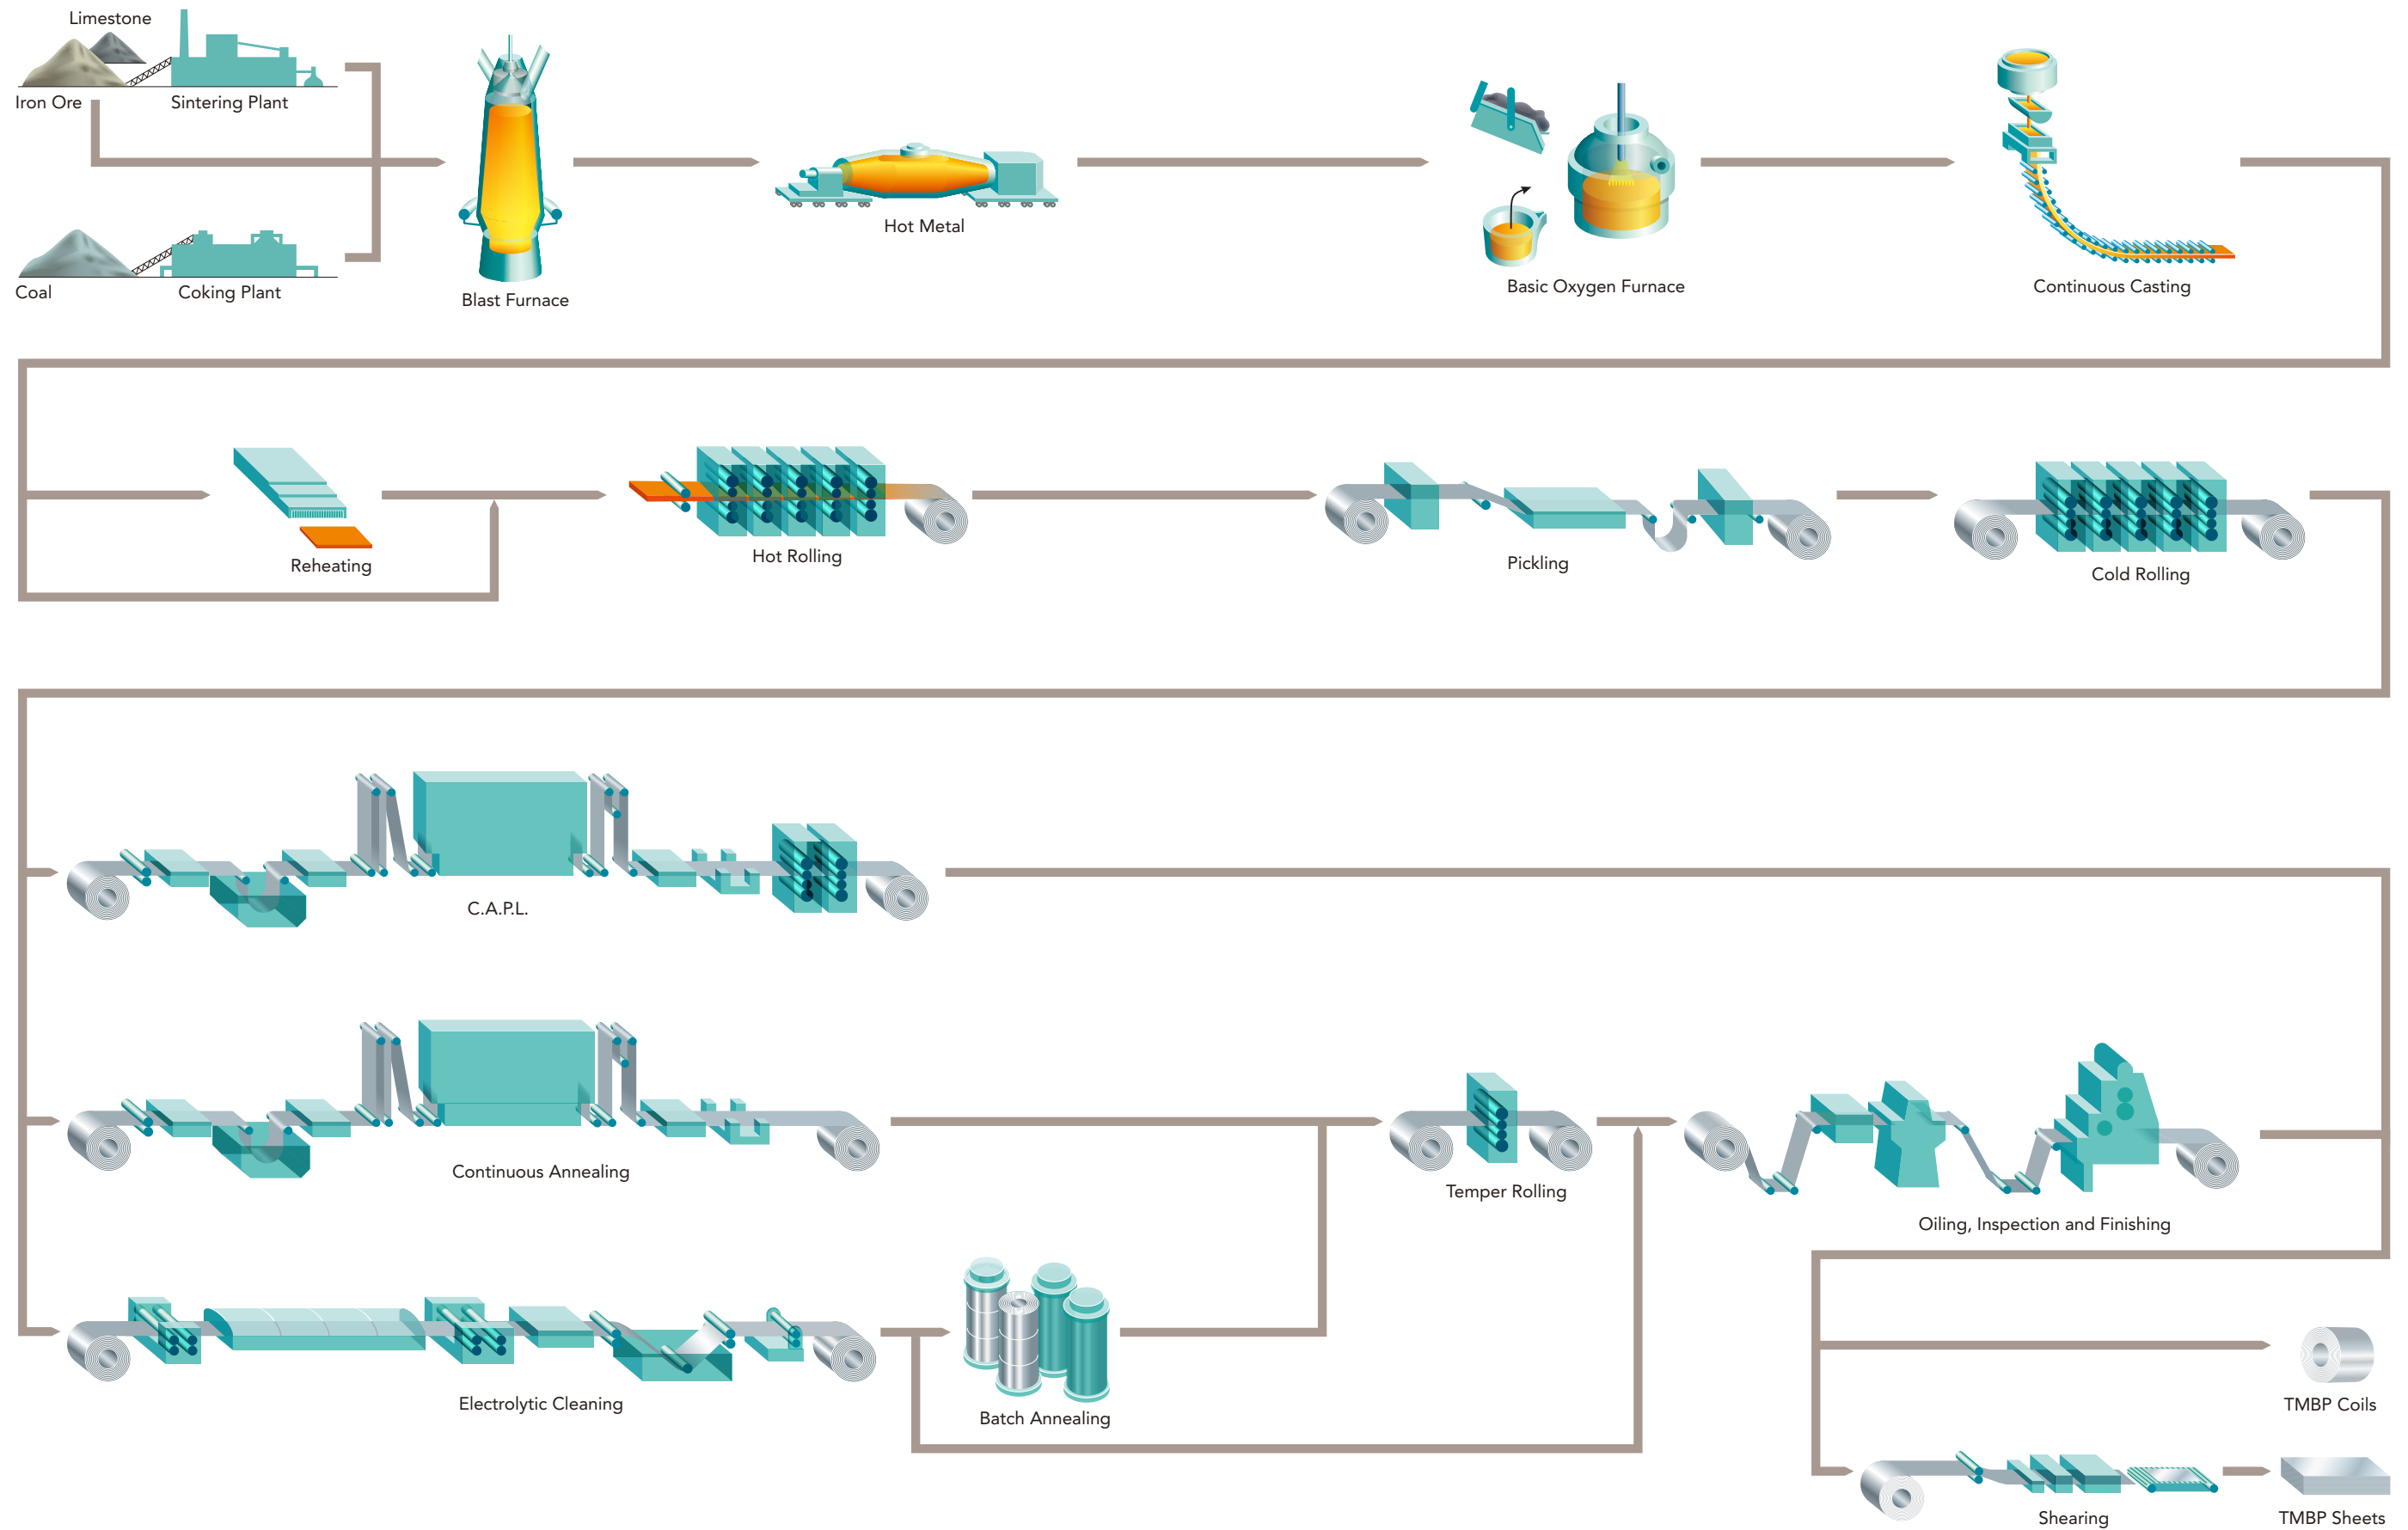 Limestone
Iron Ore
Sintering Plant
Coal
Coking Plant
Blast Furnace
Hot Metal
Basic Oxygen Furnace
Continuous Casting
Reheating
Hot Rolling
Pickling
Cold Rolling
C.A.P.L.
Continuous Annealing
Temper Rolling
Oiling, Inspection and Finishing
Electrolytic Cleaning
Batch Annealing
TMBP Coils
Shearing
TMBP Sheets